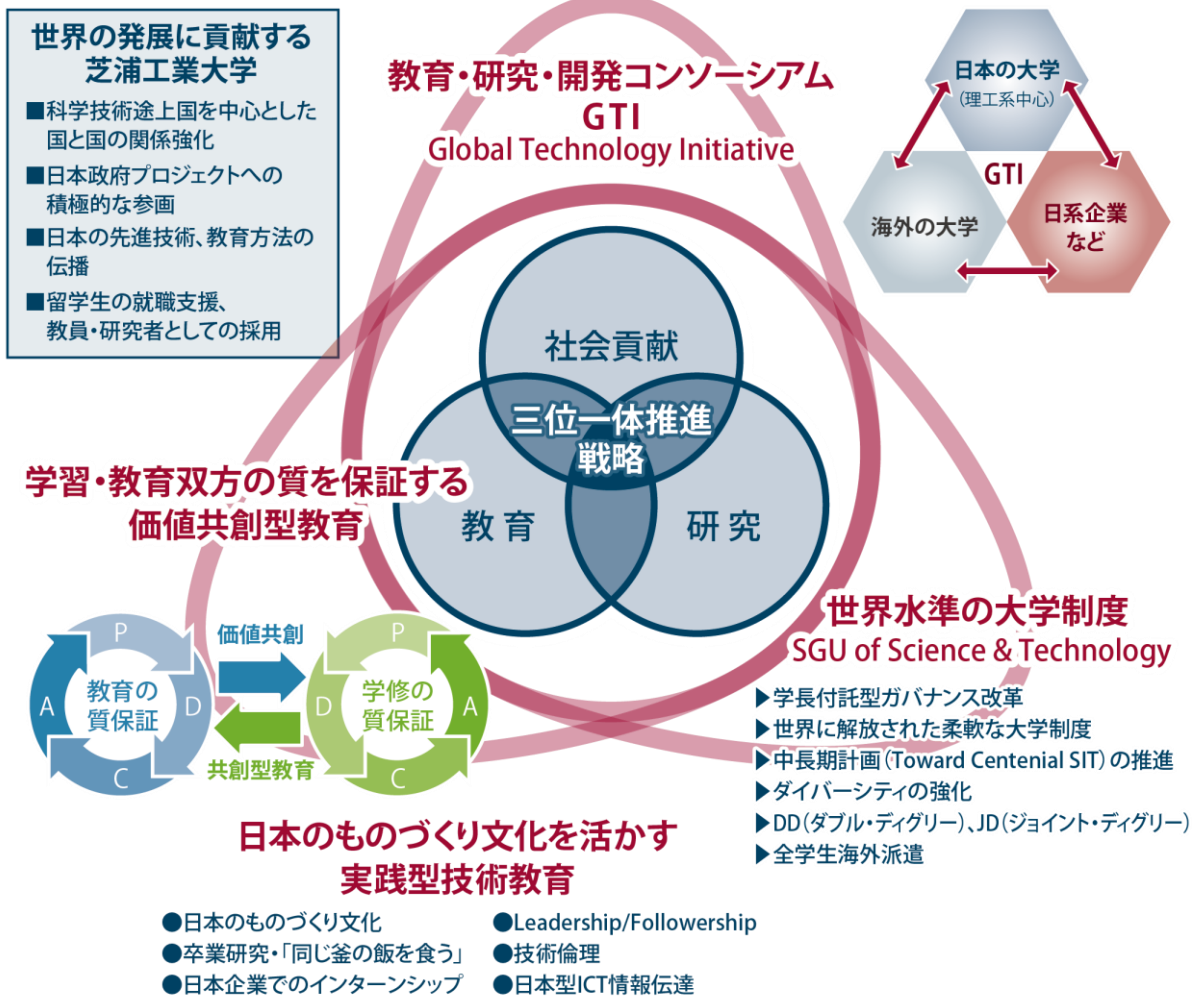 世界の発展に貢献する
芝浦工業大学
■科学技術途上国を中心とした
国と国の関係強化
■日本政府プロジェクトへの
積極的な参画
■日本の先進技術、教育方法の
伝播
■留学生の就職支援、
教員・研究者としての採用
教育・研究・開発コンソーシアム
GTI
Global Technology Initiative
日本の大学
(理工系中心)
GTI
海外の大学
日系企業
など
社会貢献
三位一体推進
戦略
教育
研究
学習・教育双方の質を保証する
価値共創型教育
P
A
教育の
質保証
D
C
価値共創
共創型教育
P
D
学修の
質保証
A
C
世界水準の大学制度
SGU of Science & Technology
▶学長付託型ガバナンス改革
▶世界に解放された柔軟な大学制度
▶中長期計画(Toward Centenial SIT)の推進
▶ダイバーシティの強化
▶DD(ダブル・ディグリー)、JD(ジョイント・ディグリー)
▶全学生海外派遣
日本のものづくり文化を活かす
実践型技術教育
●日本のものづくり文化
●卒業研究・「同じ釜の飯を食う」
●日本企業でのインターンシップ
●Leadership/Followership
●技術倫理
●日本型ICT情報伝達